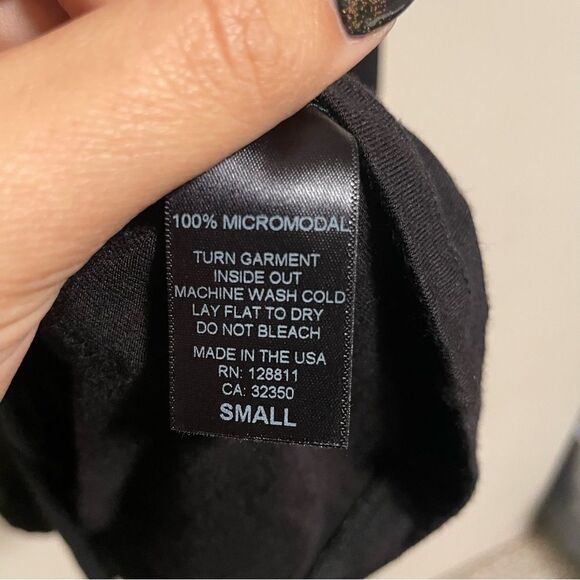 100% MICROMODAL
TURN GARMENT
INSIDE OUT
MACHINE WASH COLD
LAY FLAT TO DRY
DO NOT BLEACH
MADE IN THE USA
RN: 128811
CA: 32350
SMALL